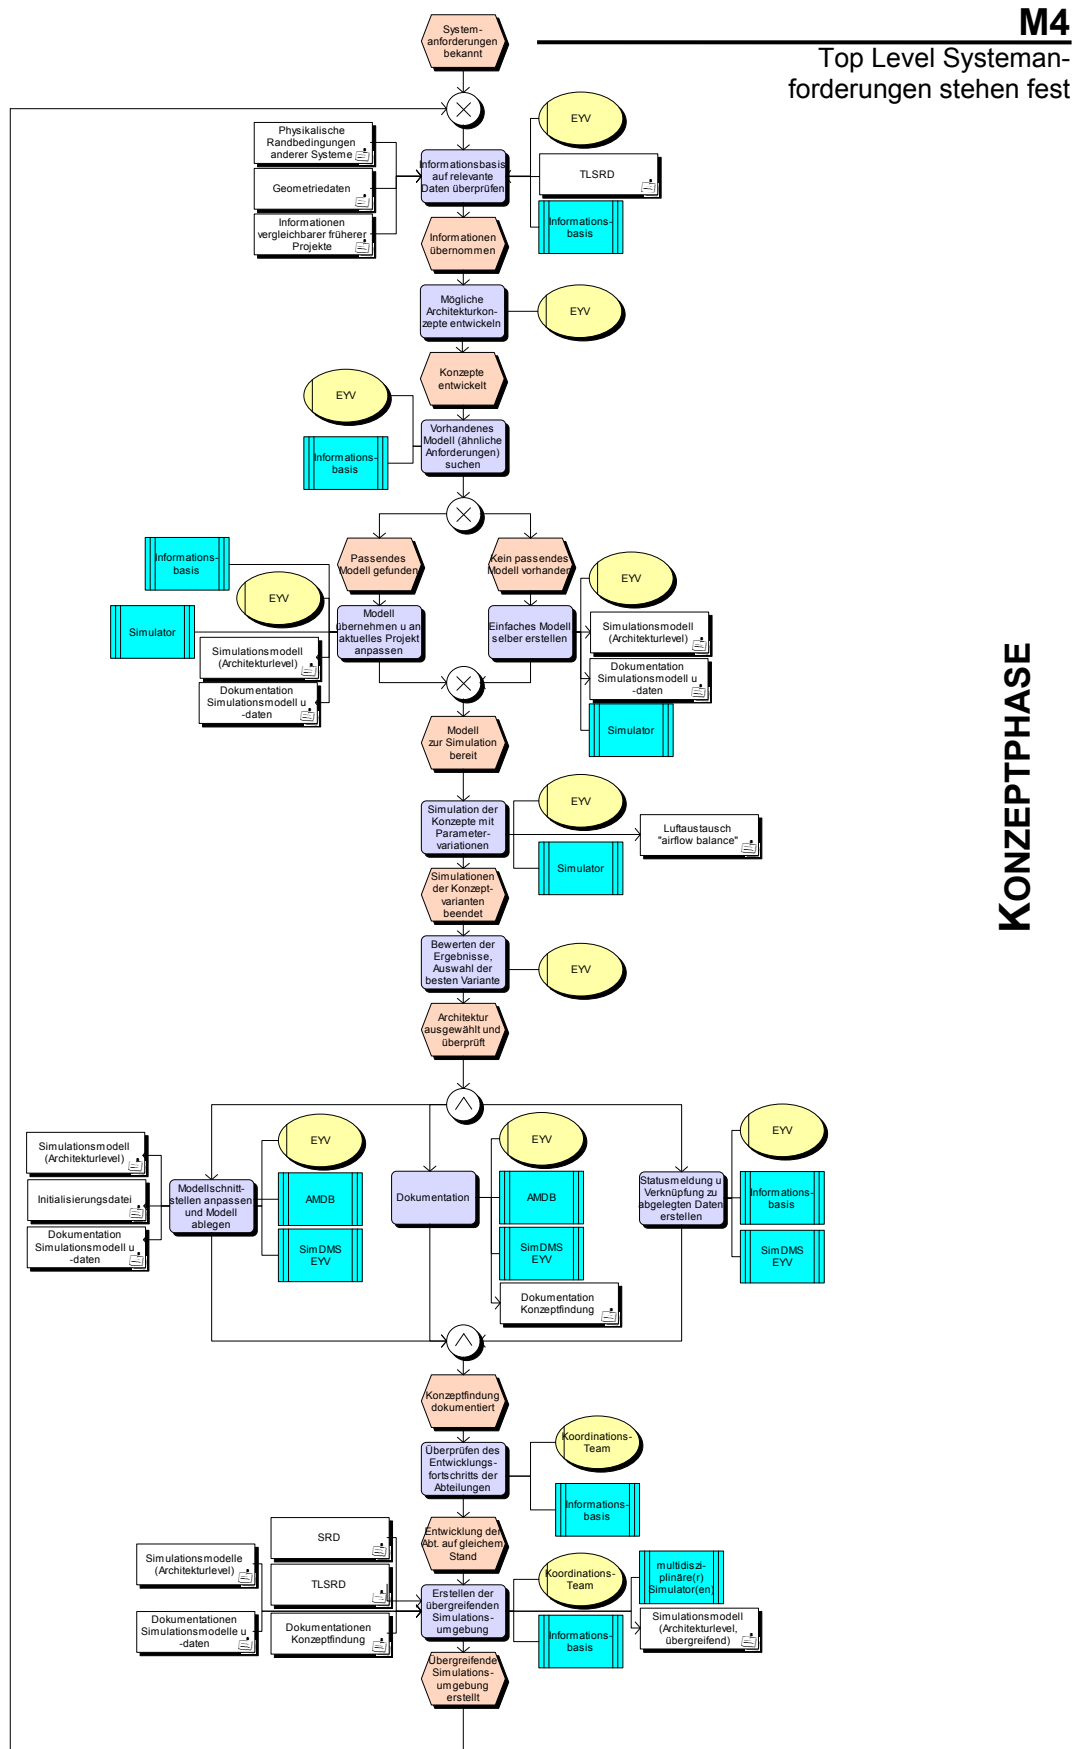 M4
Top Level Systeman-
forderungen stehen fest
System-
anforderungen
bekannt
EYV
Physikalische
Randbedingungen
anderer Systeme
Informationsbasis
auf relevante
Daten überprüfen
TLSRD
Geometriedaten
Informationen
vergleichbarer früherer
Projekte
Informations-
basis
Informationen
übernommen
Mögliche
Architekturkon-
zepte entwickeln
EYV
Konzepte
entwickelt
EYV
Vorhandenes
Modell (ähnliche
Anforderungen)
suchen
Informations-
basis
Informations-
basis
Passendes
Modell gefunden
Kein passendes
Modell vorhanden
EYV
EYV
Simulator
Modell
übernehmen u an
aktuelles Projekt
anpassen
Einfaches Modell
selber erstellen
Simulationsmodell
(Architekturlevel)
Simulationsmodell
(Architekturlevel)
Dokumentation
Simulationsmodell u
-daten
Dokumentation
Simulationsmodell u
-daten
Simulator
Modell
zur Simulation
bereit
KONZEPTPHASE
EYV
Simulation der
Konzepte mit
Parameter-
variationen
Luftaustausch
"airflow balance"
Simulator
Simulationen
der Konzept-
varianten
beendet
Bewerten der
Ergebnisse,
Auswahl der
besten Variante
EYV
Architektur
ausgewählt und
überprüft
Simulationsmodell
(Architekturlevel)
EYV
EYV
EYV
Initialisierungsdatei
Modellschnitt-
stellen anpassen
und Modell
ablegen
AMDB
Dokumentation
AMDB
Statusmeldung u
Verknüpfung zu
abgelegten Daten
erstellen
Informations-
basis
Dokumentation
Simulationsmodell u
-daten
SimDMS
EYV
SimDMS
EYV
SimDMS
EYV
Dokumentation
Konzeptfindung
Konzeptfindung
dokumentiert
Koordinations-
Team
Überprüfen des
Entwicklungs-
fortschritts der
Abteilungen
Informations-
basis
SRD
Entwicklung der
Abt. auf gleichem
Stand
Simulationsmodelle
(Architekturlevel)
Koordinations-
Team
multidiszi-
plinäre(r)
Simulator(en)
TLSRD
Erstellen der
übergreifenden
Simulations-
umgebung
Dokumentationen
Simulationsmodelle u
-daten
Dokumentationen
Konzeptfindung
Informations-
basis
Simulationsmodell
(Architekturlevel,
übergreifend)
Übergreifende
Simulations-
umgebung
erstellt